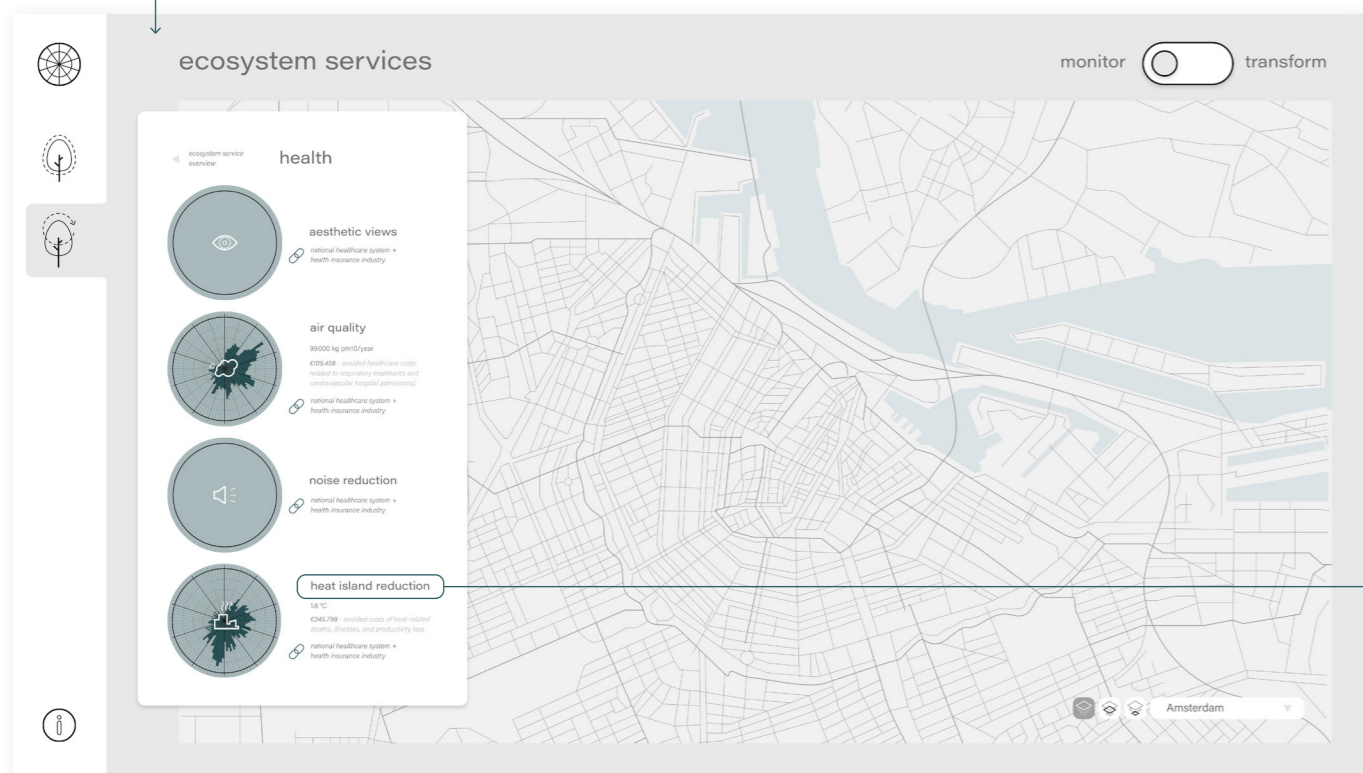 ecosystem services
monitor
transform
ecosystem service
overview
health
aesthetic views
national healthcare system +
health insurance industry
air quality
99.000 kg pm10/year
€109.458 - avoided healthcare costs
related to respiratory treatments and
cardiovascular hospital admissions)
national healthcare system +
health insurance industry
noise reduction
national healthcare system +
health insurance industry
heat island reduction
1.8 °C
€345.798 - avoided costs of hear-related
deaths, illnesses, and productivity loss
national healthcare system +
health insurance industry
Amsterdam